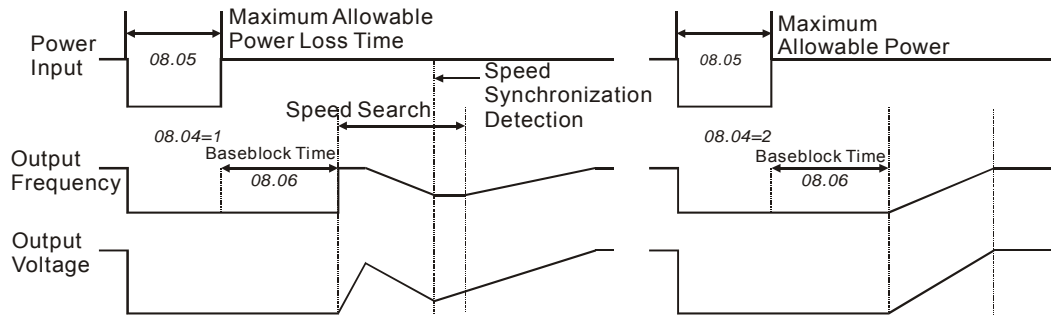 Power
Input
Maximum Allowable
Power Loss Time
08.05
Speed
Synchronization
Detection
Speed Search
08.04=1
Baseblock Time
08.06
Output
Frequency
Output
Voltage
Maximum
Allowable Power
08.05
08.04=2
Baseblock Time
08.06